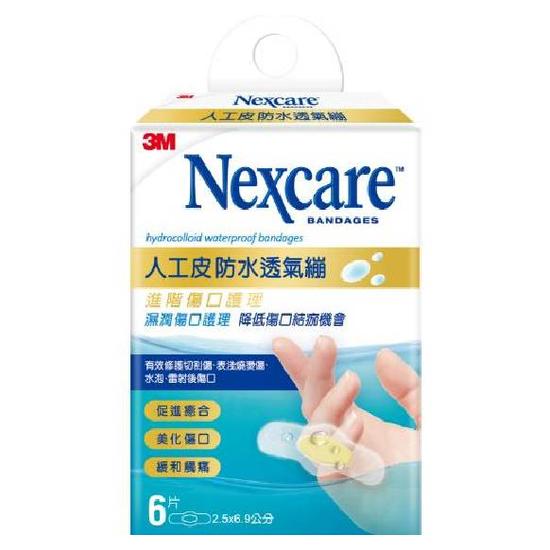 Nexcare™
人工皮防水透氣繃
3M
Nexcare™
BANDAGES
hydrocolloid waterproof bandages
人工皮防水透氣繃
進階傷口護理
濕潤傷口護理 降低傷口結痂機會
有效修護切割傷、表淺燒燙傷、
水泡、雷射後傷口
促進癒合
美化傷口
緩和觸痛
6片 2.5x6.9公分